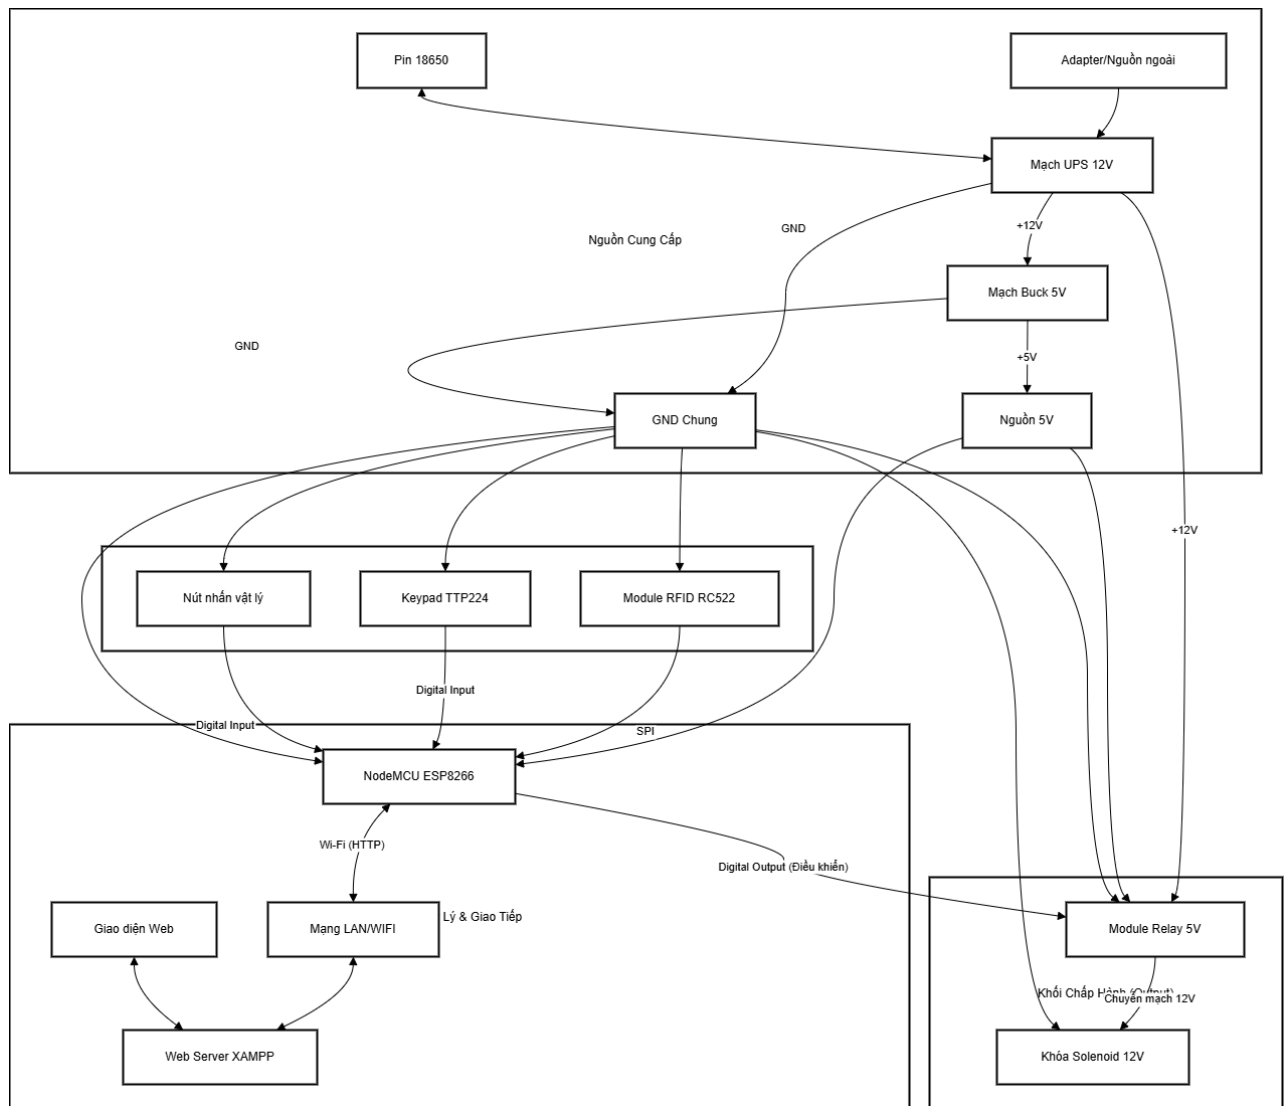 Pin 18650
Adapter/Nguồn ngoài
Mạch UPS 12V
GND
+12V
Nguồn Cung Cấp
Mạch Buck 5V
GND
+5V
GND Chung
Nguồn 5V
+12V
Nút nhấn vật lý
Keypad TTP224
Module RFID RC522
Digital Input
Digital Input
SPI
NodeMCU ESP8266
Wi-Fi (HTTP)
Digital Output (Điều khiển)
Giao diện Web
Mạng LAN/WIFI
Lý & Giao Tiếp
Module Relay 5V
Khối Chấp Hành (Output)
Chuyển mạch 12V
Web Server XAMPP
Khóa Solenoid 12V